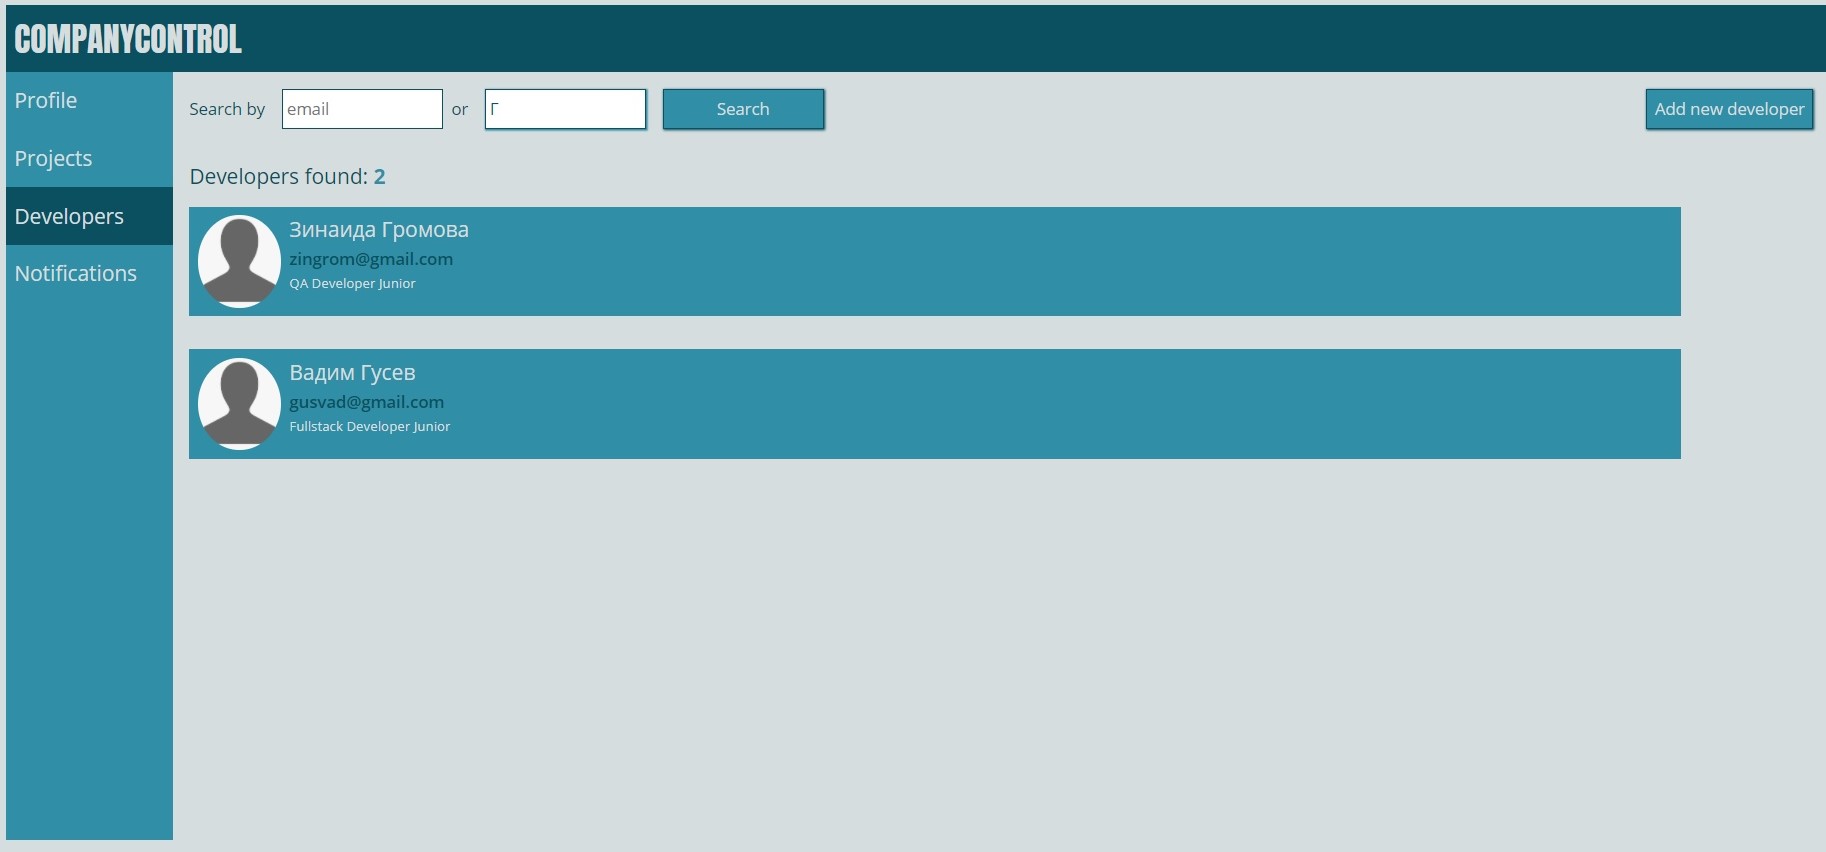 COMPANYCONTROL
Profile
Projects
Developers
Notifications
Search by email or Г Search Add new developer
Developers found: 2
Зинаида Громова
zingrom@gmail.com
QA Developer Junior
Вадим Гусев
gusvad@gmail.com
Fullstack Developer Junior